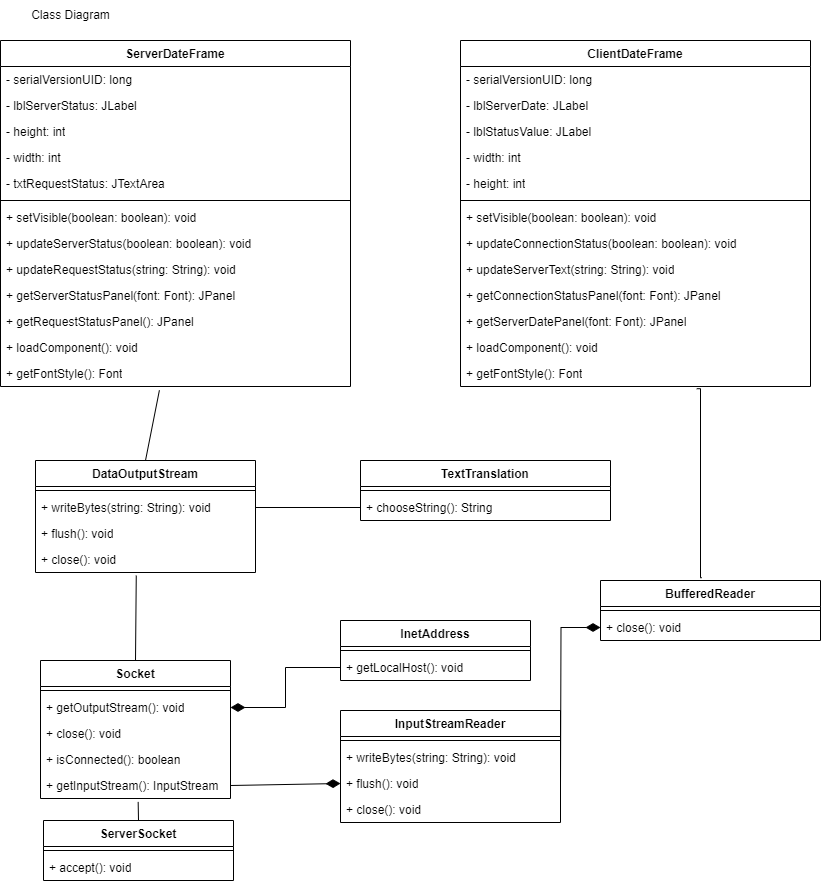 Class Diagram
ServerDateFrame
- serialVersionUID: long
- lblServerStatus: JLabel
- height: int
- width: int
- txtRequestStatus: JTextArea
+ setVisible(boolean: boolean): void
+ updateServerStatus(boolean: boolean): void
+ updateRequestStatus(string: String): void
+ getServerStatusPanel(font: Font): JPanel
+ getRequestStatusPanel(): JPanel
+ loadComponent(): void
+ getFontStyle(): Font
ClientDateFrame
- serialVersionUID: long
- lblServerDate: JLabel
- lblStatusValue: JLabel
- width: int
- height: int
+ setVisible(boolean: boolean): void
+ updateConnectionStatus(boolean: boolean): void
+ updateServerText(string: String): void
+ getConnectionStatusPanel(font: Font): JPanel
+ getServerDatePanel(font: Font): JPanel
+ loadComponent(): void
+ getFontStyle(): Font
DataOutputStream
+ writeBytes(string: String): void
+ flush(): void
+ close(): void
TextTranslation
+ chooseString(): String
BufferedReader
+ close(): void
InetAddress
+ getLocalHost(): void
Socket
+ getOutputStream(): void
+ close(): void
+ isConnected(): boolean
+ getInputStream(): InputStream
InputStreamReader
+ writeBytes(string: String): void
+ flush(): void
+ close(): void
ServerSocket
+ accept(): void